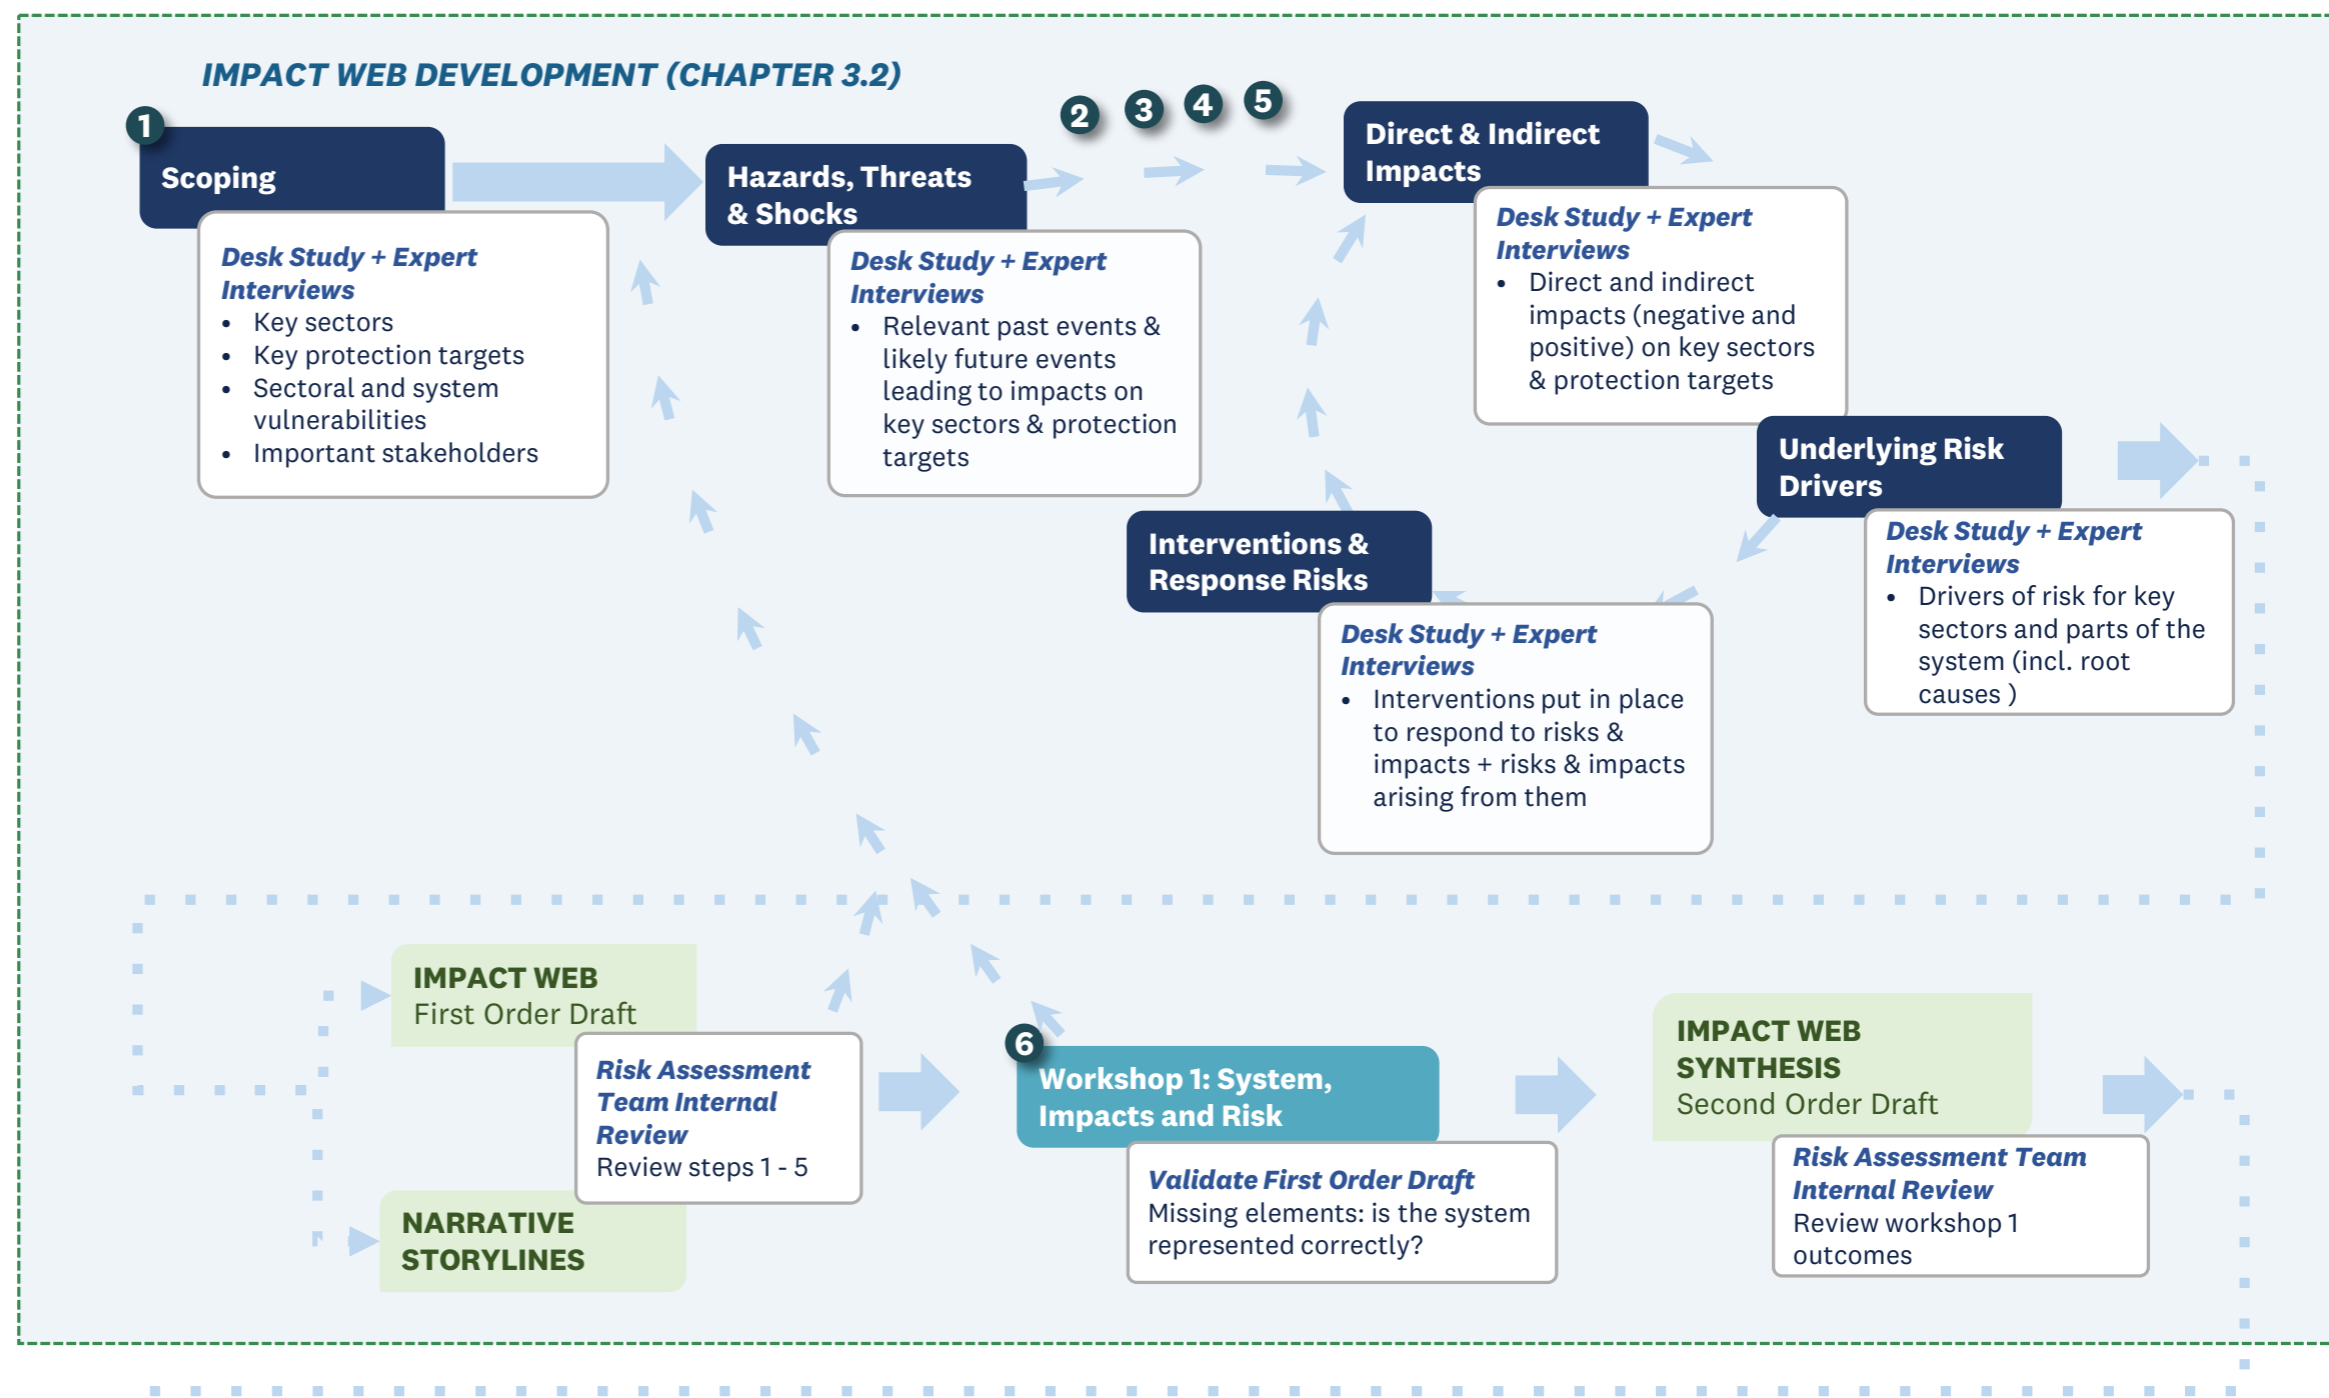 IMPACT WEB DEVELOPMENT (CHAPTER 3.2)
1
Scoping
Desk Study + Expert
Interviews
• Key sectors
• Key protection targets
• Sectoral and system
vulnerabilities
• Important stakeholders
Hazards, Threats
& Shocks
Desk Study + Expert
Interviews
• Relevant past events &
likely future events
leading to impacts on
key sectors & protection
targets
2 3 4 5
Direct & Indirect
Impacts
Desk Study + Expert
Interviews
• Direct and indirect
impacts (negative and
positive) on key sectors
& protection targets
Underlying Risk
Drivers
Desk Study + Expert
Interviews
• Drivers of risk for key
sectors and parts of the
system (incl. root
causes )
Interventions &
Response Risks
Desk Study + Expert
Interviews
• Interventions put in place
to respond to risks &
impacts + risks & impacts
arising from them
IMPACT WEB
First Order Draft
Risk Assessment
Team Internal
Review
Review steps 1 - 5
NARRATIVE
STORYLINES
6
Workshop 1: System,
Impacts and Risk
Validate First Order Draft
Missing elements: is the system
represented correctly?
IMPACT WEB
SYNTHESIS
Second Order Draft
Risk Assessment Team
Internal Review
Review workshop 1
outcomes